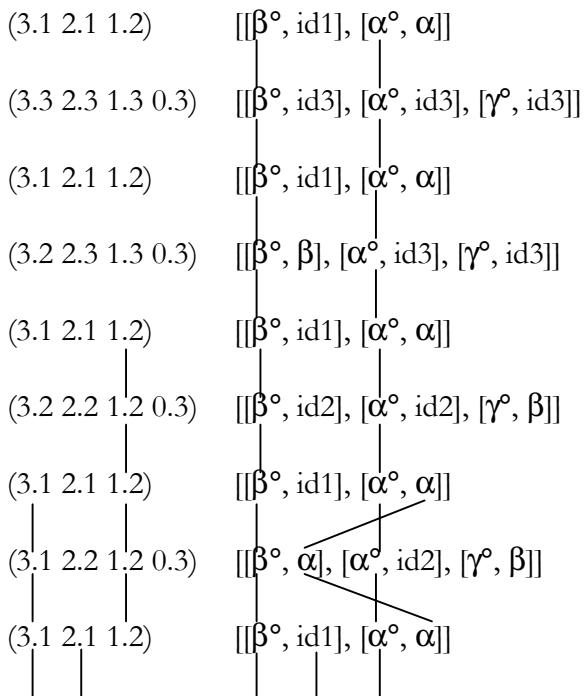 (3.1 2.1 1.2) [[β°, id1], [α°, α]]
(3.3 2.3 1.3 0.3) [[β°, id3], [α°, id3], [γ°, id3]]
(3.1 2.1 1.2) [[β°, id1], [α°, α]]
(3.2 2.3 1.3 0.3) [[β°, β], [α°, id3], [γ°, id3]]
(3.1 2.1 1.2) [[β°, id1], [α°, α]]
(3.2 2.2 1.2 0.3) [[β°, id2], [α°, id2], [γ°, β]]
(3.1 2.1 1.2) [[β°, id1], [α°, α]]
(3.1 2.2 1.2 0.3) [[β°, α], [α°, id2], [γ°, β]]
(3.1 2.1 1.2) [[β°, id1], [α°, α]]